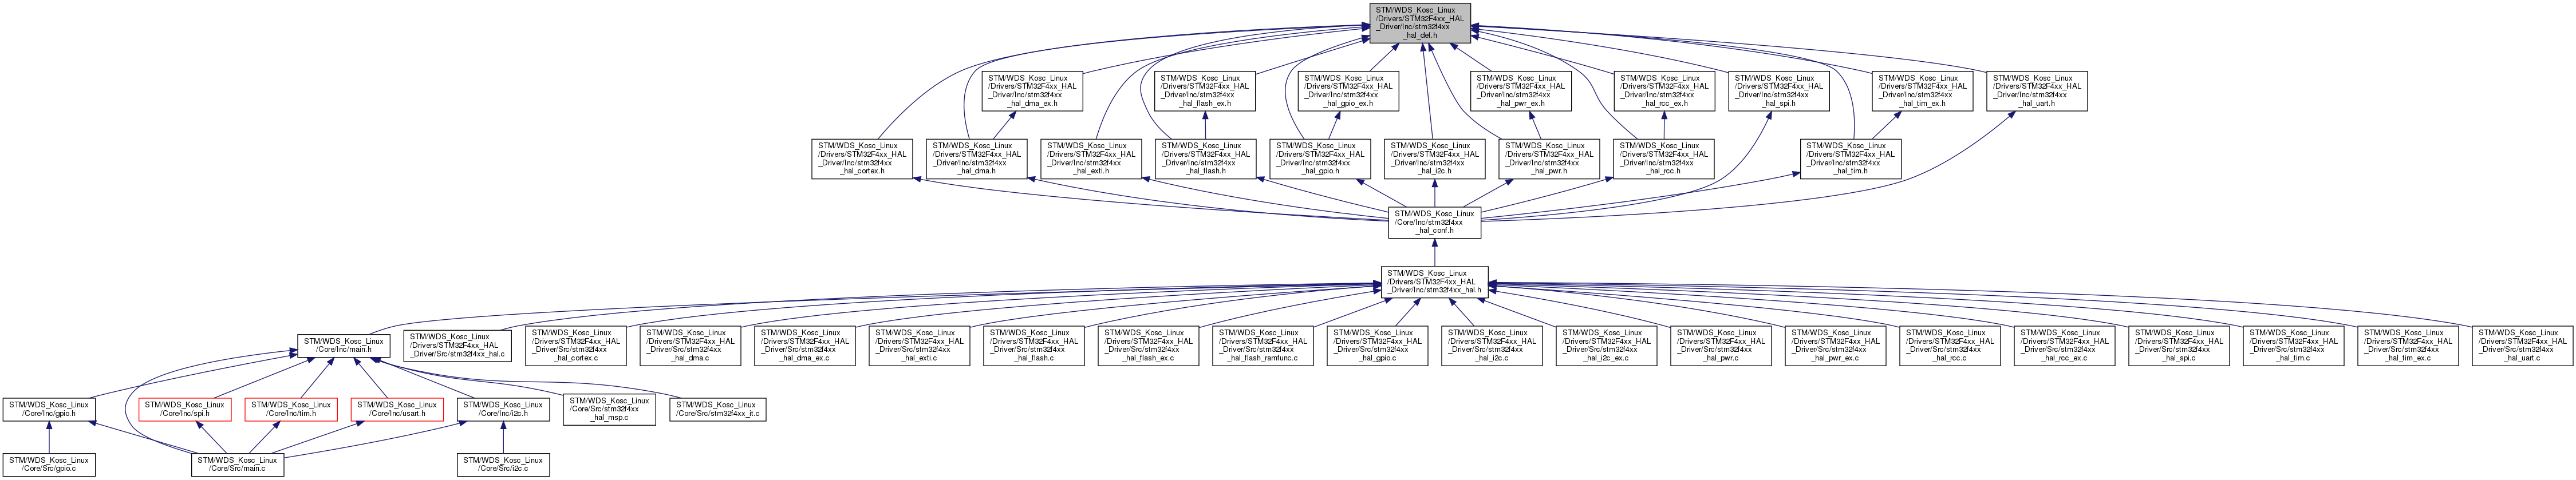 STM/WDS_Kosc_Linux
/Drivers/STM32F4xx_HAL
_Driver/Inc/stm32f4xx
_hal_def.h
STM/WDS_Kosc_Linux
/Drivers/STM32F4xx_HAL
_Driver/Inc/stm32f4xx
_hal_dma_ex.h
STM/WDS_Kosc_Linux
/Drivers/STM32F4xx_HAL
_Driver/Inc/stm32f4xx
_hal_flash_ex.h
STM/WDS_Kosc_Linux
/Drivers/STM32F4xx_HAL
_Driver/Inc/stm32f4xx
_hal_gpio_ex.h
STM/WDS_Kosc_Linux
/Drivers/STM32F4xx_HAL
_Driver/Inc/stm32f4xx
_hal_pwr_ex.h
STM/WDS_Kosc_Linux
/Drivers/STM32F4xx_HAL
_Driver/Inc/stm32f4xx
_hal_rcc_ex.h
STM/WDS_Kosc_Linux
/Drivers/STM32F4xx_HAL
_Driver/Inc/stm32f4xx
_hal_spi.h
STM/WDS_Kosc_Linux
/Drivers/STM32F4xx_HAL
_Driver/Inc/stm32f4xx
_hal_tim_ex.h
STM/WDS_Kosc_Linux
/Drivers/STM32F4xx_HAL
_Driver/Inc/stm32f4xx
_hal_uart.h
STM/WDS_Kosc_Linux
/Drivers/STM32F4xx_HAL
_Driver/Inc/stm32f4xx
_hal_cortex.h
STM/WDS_Kosc_Linux
/Drivers/STM32F4xx_HAL
_Driver/Inc/stm32f4xx
_hal_dma.h
STM/WDS_Kosc_Linux
/Drivers/STM32F4xx_HAL
_Driver/Inc/stm32f4xx
_hal_exti.h
STM/WDS_Kosc_Linux
/Drivers/STM32F4xx_HAL
_Driver/Inc/stm32f4xx
_hal_flash.h
STM/WDS_Kosc_Linux
/Drivers/STM32F4xx_HAL
_Driver/Inc/stm32f4xx
_hal_gpio.h
STM/WDS_Kosc_Linux
/Drivers/STM32F4xx_HAL
_Driver/Inc/stm32f4xx
_hal_i2c.h
STM/WDS_Kosc_Linux
/Drivers/STM32F4xx_HAL
_Driver/Inc/stm32f4xx
_hal_pwr.h
STM/WDS_Kosc_Linux
/Drivers/STM32F4xx_HAL
_Driver/Inc/stm32f4xx
_hal_rcc.h
STM/WDS_Kosc_Linux
/Drivers/STM32F4xx_HAL
_Driver/Inc/stm32f4xx
_hal_tim.h
STM/WDS_Kosc_Linux
/Core/Inc/stm32f4xx
_hal_conf.h
STM/WDS_Kosc_Linux
/Drivers/STM32F4xx_HAL
_Driver/Inc/stm32f4xx_hal.h
STM/WDS_Kosc_Linux
/Core/Inc/main.h
STM/WDS_Kosc_Linux
/Drivers/STM32F4xx_HAL
_Driver/Src/stm32f4xx_hal.c
STM/WDS_Kosc_Linux
/Drivers/STM32F4xx_HAL
_Driver/Src/stm32f4xx
_hal_cortex.c
STM/WDS_Kosc_Linux
/Drivers/STM32F4xx_HAL
_Driver/Src/stm32f4xx
_hal_dma.c
STM/WDS_Kosc_Linux
/Drivers/STM32F4xx_HAL
_Driver/Src/stm32f4xx
_hal_dma_ex.c
STM/WDS_Kosc_Linux
/Drivers/STM32F4xx_HAL
_Driver/Src/stm32f4xx
_hal_exti.c
STM/WDS_Kosc_Linux
/Drivers/STM32F4xx_HAL
_Driver/Src/stm32f4xx
_hal_flash.c
STM/WDS_Kosc_Linux
/Drivers/STM32F4xx_HAL
_Driver/Src/stm32f4xx
_hal_flash_ex.c
STM/WDS_Kosc_Linux
/Drivers/STM32F4xx_HAL
_Driver/Src/stm32f4xx
_hal_flash_ramfunc.c
STM/WDS_Kosc_Linux
/Drivers/STM32F4xx_HAL
_Driver/Src/stm32f4xx
_hal_gpio.c
STM/WDS_Kosc_Linux
/Drivers/STM32F4xx_HAL
_Driver/Src/stm32f4xx
_hal_i2c.c
STM/WDS_Kosc_Linux
/Drivers/STM32F4xx_HAL
_Driver/Src/stm32f4xx
_hal_i2c_ex.c
STM/WDS_Kosc_Linux
/Drivers/STM32F4xx_HAL
_Driver/Src/stm32f4xx
_hal_pwr.c
STM/WDS_Kosc_Linux
/Drivers/STM32F4xx_HAL
_Driver/Src/stm32f4xx
_hal_pwr_ex.c
STM/WDS_Kosc_Linux
/Drivers/STM32F4xx_HAL
_Driver/Src/stm32f4xx
_hal_rcc.c
STM/WDS_Kosc_Linux
/Drivers/STM32F4xx_HAL
_Driver/Src/stm32f4xx
_hal_rcc_ex.c
STM/WDS_Kosc_Linux
/Drivers/STM32F4xx_HAL
_Driver/Src/stm32f4xx
_hal_spi.c
STM/WDS_Kosc_Linux
/Drivers/STM32F4xx_HAL
_Driver/Src/stm32f4xx
_hal_tim.c
STM/WDS_Kosc_Linux
/Drivers/STM32F4xx_HAL
_Driver/Src/stm32f4xx
_hal_tim_ex.c
STM/WDS_Kosc_Linux
/Drivers/STM32F4xx_HAL
_Driver/Src/stm32f4xx
_hal_uart.c
STM/WDS_Kosc_Linux
/Core/Inc/gpio.h
STM/WDS_Kosc_Linux
/Core/Inc/spi.h
STM/WDS_Kosc_Linux
/Core/Inc/tim.h
STM/WDS_Kosc_Linux
/Core/Inc/usart.h
STM/WDS_Kosc_Linux
/Core/Inc/i2c.h
STM/WDS_Kosc_Linux
/Core/Src/stm32f4xx
_hal_msp.c
STM/WDS_Kosc_Linux
/Core/Src/stm32f4xx_it.c
STM/WDS_Kosc_Linux
/Core/Src/gpio.c
STM/WDS_Kosc_Linux
/Core/Src/main.c
STM/WDS_Kosc_Linux
/Core/Src/i2c.c